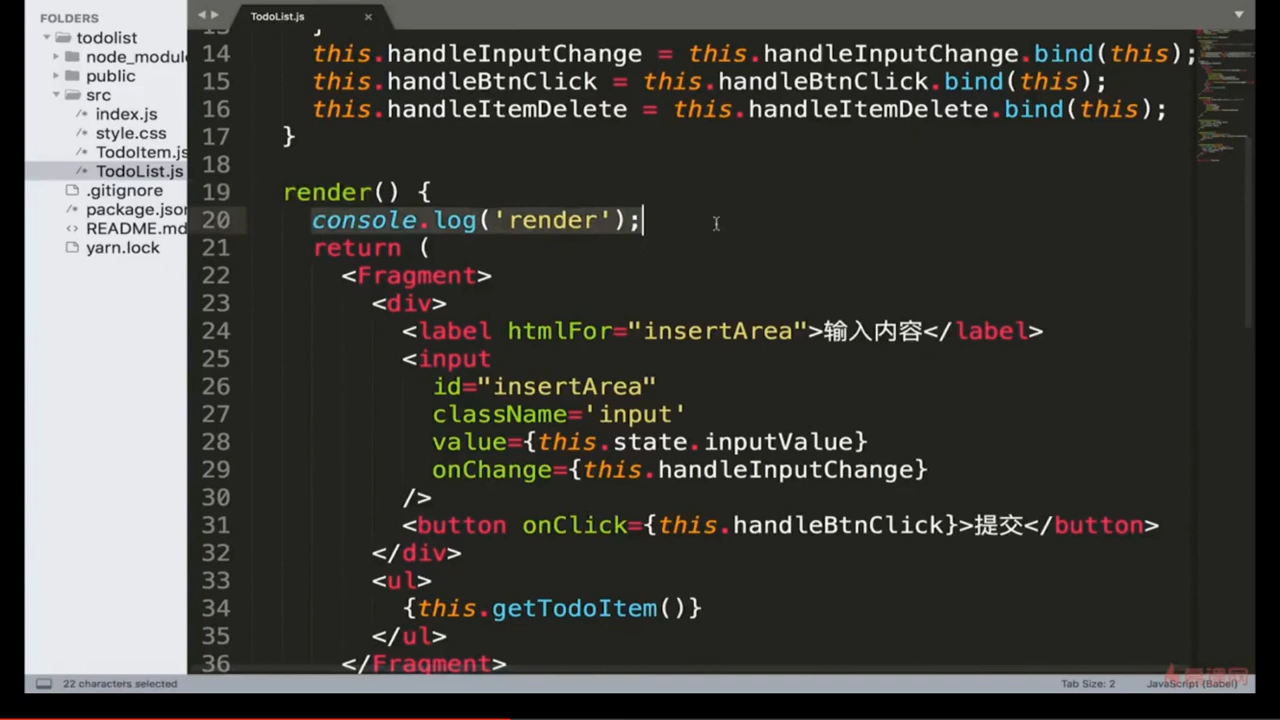 FOLDERS
todolist
node_module
public
src
index.js
style.css
TodoItem.js
TodoList.js
.gitignore
package.json
README.md
yarn.lock
TodoList.js
14 this.handleInputChange = this.handleInputChange.bind(this);
15 this.handleBtnClick = this.handleBtnClick.bind(this);
16 this.handleItemDelete = this.handleItemDelete.bind(this);
17 }
18
19 render() {
20 console.log('render');
21 return (
22 <Fragment>
23 <div>
24 <label htmlFor="insertArea">输入内容</label>
25 <input
26 id="insertArea"
27 className='input'
28 value={this.state.inputValue}
29 onChange={this.handleInputChange}
30 />
31 <button onClick={this.handleBtnClick}>提交</button>
32 </div>
33 <ul>
34 {this.getTodoItem()}
35 </ul>
36 </Fragment>
22 characters selected
Tab Size: 2
JavaScript (Babel)